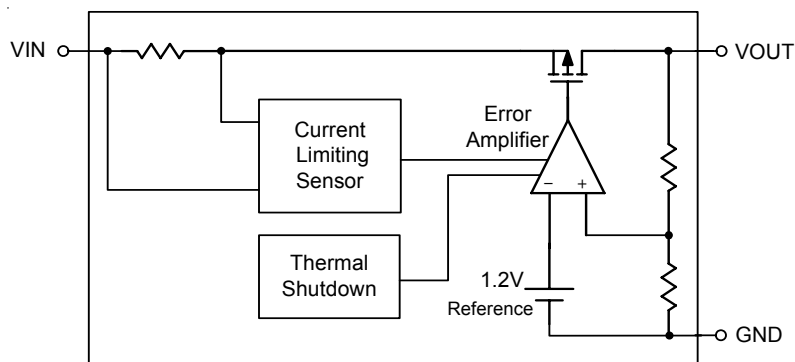 VIN
VOUT
Current
Limiting
Sensor
Error
Amplifier
− +
Thermal
Shutdown
1.2V
Reference
GND